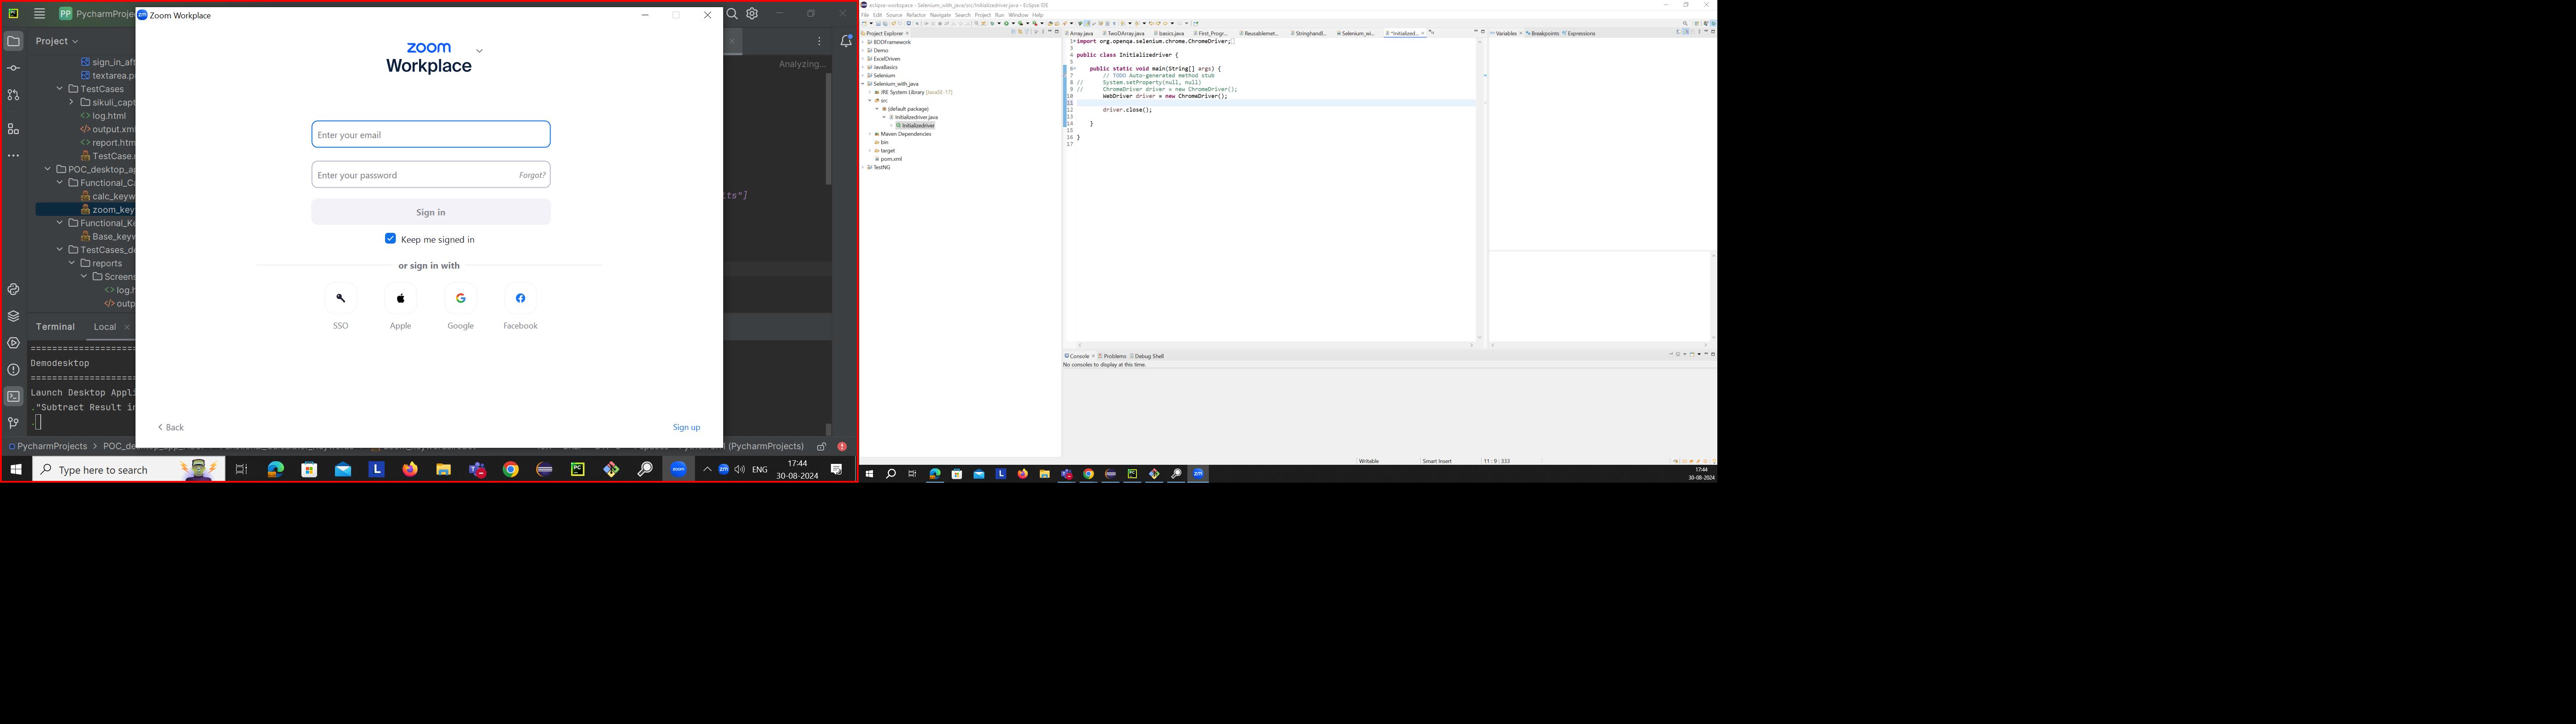 PP PycharmProje
Zoom Workplace
Project
Analyzing...
sign_in_aft
textarea.p
TestCases
sikuli_capt
log.html
output.xml
report.htm
TestCase.
POC_desktop_ap
Functional_Ca
calc_keyw
zoom_key
Functional_Ke
Base_keyw
TestCases_de
reports
Screens
log.h
outp
zoom
Workplace
Enter your email
Enter your password Forgot?
Sign in
Keep me signed in
or sign in with
SSO Apple Google Facebook
Back Sign up
lts"]
Terminal Local
Demodesktop
Launch Desktop Appli
."Subtract Result in
.
PycharmProjects > POC_de
(PycharmProjects)
Type here to search
ENG
17:44
30-08-2024
eclipse-workspace - Selenium_with_java/src/Initializedriver.java - Eclipse IDE
File Edit Source Refactor Navigate Search Project Run Window Help
Project Explorer
BDDFramework
Demo
ExcelDriven
JavaBasics
Selenium
Selenium_with_java
JRE System Library [JavaSE-17]
src
(default package)
Initializedriver.java
Initializedriver
Maven Dependencies
bin
target
pom.xml
TestNG
Array.java TwoDArray.java basics.java First_Progr... Reusablemet... Stringhandl... Selenium_wi... *Initialized...
1 import org.openqa.selenium.chrome.ChromeDriver;
3
4 public class Initializedriver {
5
6 public static void main(String[] args) {
7 // TODO Auto-generated method stub
8 // System.setProperty(null, null)
9 // ChromeDriver driver = new ChromeDriver();
10 WebDriver driver = new ChromeDriver();
11
12 driver.close();
13
14 }
15
16 }
17
Variables Breakpoints Expressions
Console Problems Debug Shell
No consoles to display at this time.
Writable Smart Insert 11 : 9 : 333
17:44
30-08-2024